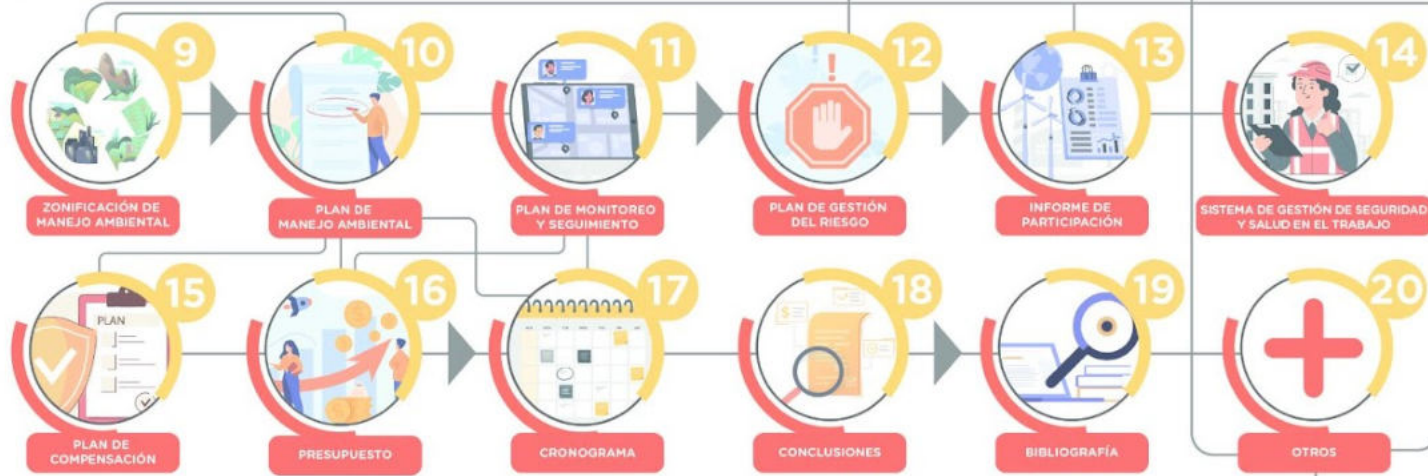 9
10
11
12
13
14
ZONIFICACIÓN DE
MANEJO AMBIENTAL
PLAN DE
MANEJO AMBIENTAL
PLAN DE MONITOREO
Y SEGUIMIENTO
PLAN DE GESTIÓN
DEL RIESGO
INFORME DE
PARTICIPACIÓN
SISTEMA DE GESTIÓN DE SEGURIDAD
Y SALUD EN EL TRABAJO
15
PLAN
16
17
18
19
20
PLAN DE
COMPENSACIÓN
PRESUPUESTO
CRONOGRAMA
CONCLUSIONES
BIBLIOGRAFÍA
OTROS